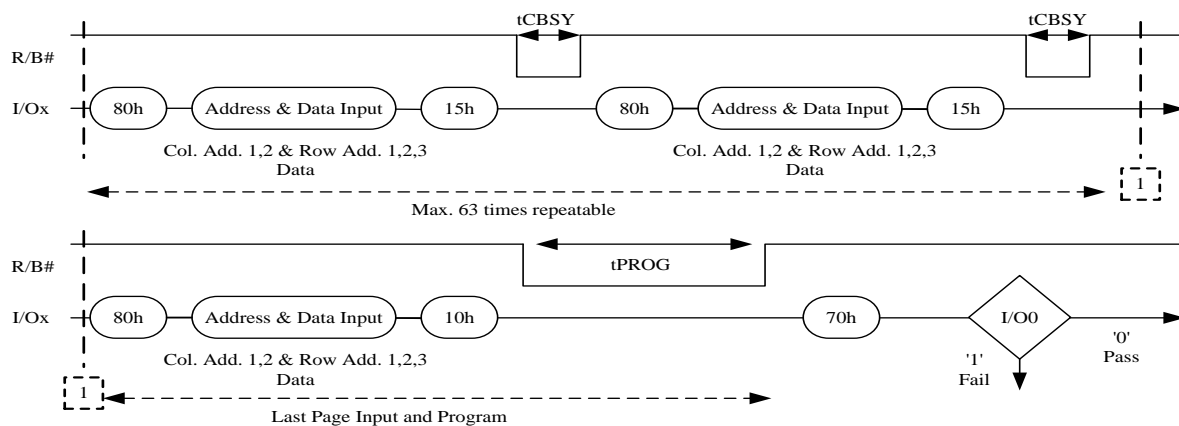 tCBSY tCBSY
R/B#
I/Ox 80h Address & Data Input 15h 80h Address & Data Input 15h
Col. Add. 1,2 & Row Add. 1,2,3 Col. Add. 1,2 & Row Add. 1,2,3
Data Data
1
Max. 63 times repeatable
R/B#
tPROG
I/Ox 80h Address & Data Input 10h 70h I/O0
'0'
Pass
Col. Add. 1,2 & Row Add. 1,2,3 '1'
Data Fail
1
Last Page Input and Program